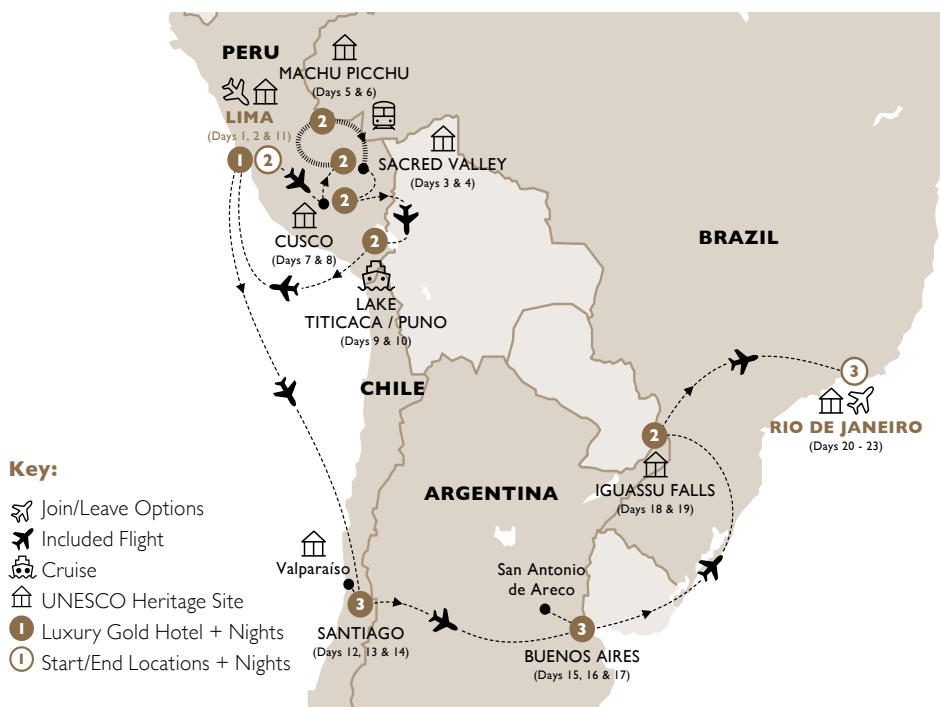 PERU
MACHU PICCHU
(Days 5 & 6)
LIMA
(Days 1, 2 & 11)
2
1
2
2
SACRED VALLEY
(Days 3 & 4)
2
CUSCO
(Days 7 & 8)
2
LAKE
TITICACA / PUNO
(Days 9 & 10)
BRAZIL
CHILE
3
RIO DE JANEIRO
(Days 20 - 23)
2
IGUASSU FALLS
(Days 18 & 19)
ARGENTINA
Valparaíso
San Antonio
de Areco
3
SANTIAGO
(Days 12, 13 & 14)
3
BUENOS AIRES
(Days 15, 16 & 17)
Key:
Join/Leave Options
Included Flight
Cruise
UNESCO Heritage Site
1 Luxury Gold Hotel + Nights
1 Start/End Locations + Nights